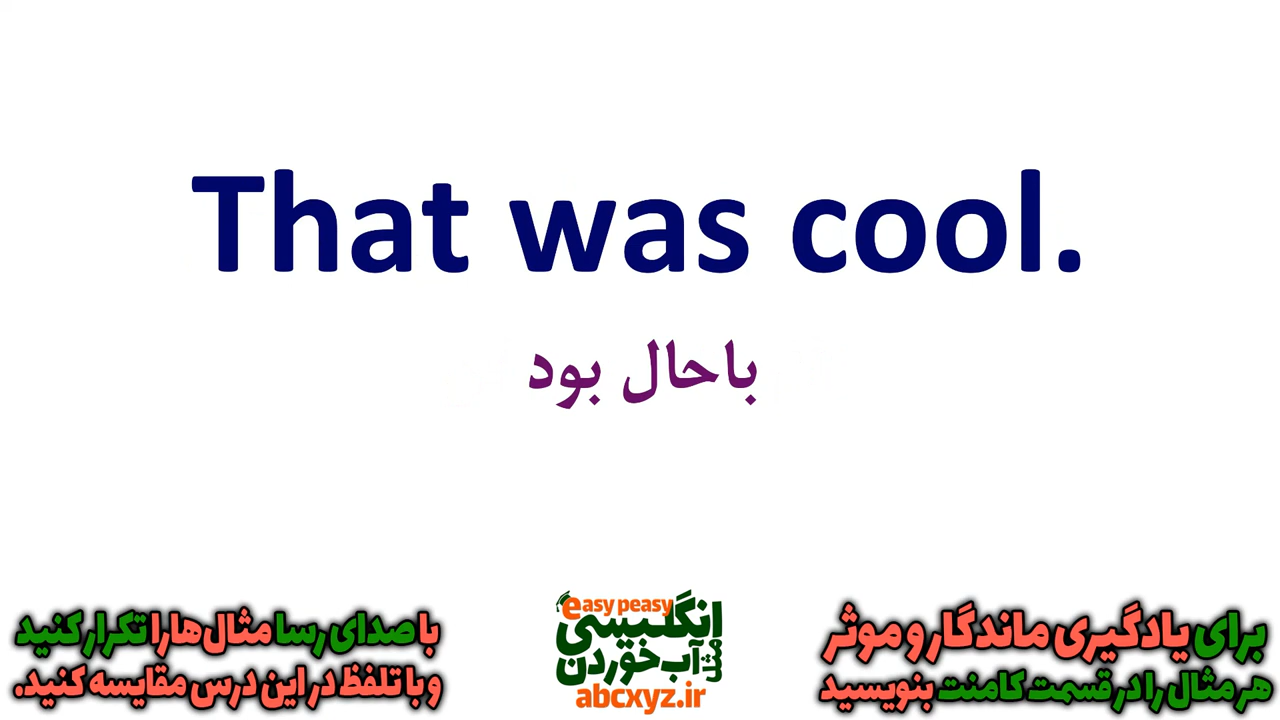 That was cool.
باحال بود
برای یادگیری ماندگار و موثر
هر مثال را در قسمت کامنت بنویسید
easy peasy
انگلیسی
مثل آب خوردن
abcxyz.ir
با صدای رسا مثال‌ها را تکرار کنید
و با تلفظ در این درس مقایسه کنید.